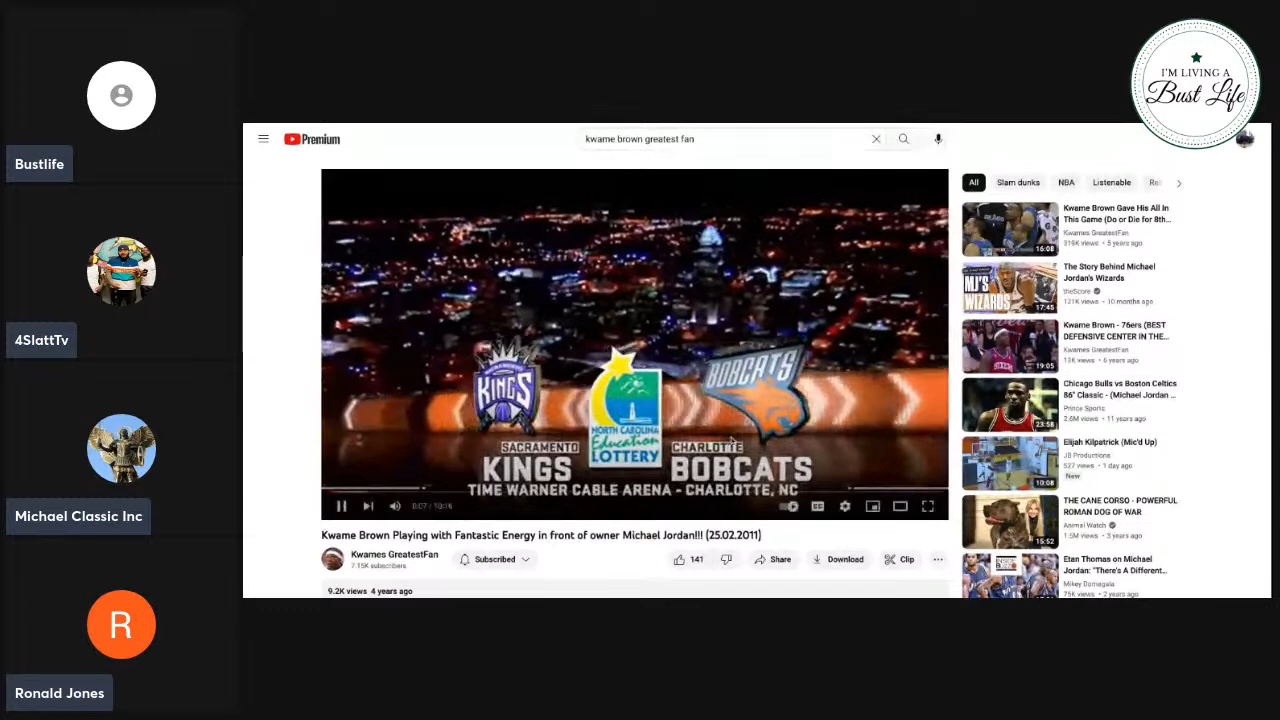 I'M LIVING A
Bust Life
Bustlife
4SlattTv
Michael Classic Inc
R
Ronald Jones
Premium
kwame brown greatest fan
KINGS
BOBCATS
NORTH CAROLINA
Education
LOTTERY
SACRAMENTO
KINGS
CHARLOTTE
BOBCATS
TIME WARNER CABLE ARENA - CHARLOTTE, NC
0:07 / 10:16
Kwame Brown Playing with Fantastic Energy in front of owner Michael Jordan!!! (25.02.2011)
Kwames GreatestFan
7.15K subscribers
Subscribed
141
Share
Download
Clip
9.2K views 4 years ago
All
Slam dunks
NBA
Listenable
Kwame Brown Gave His All In
This Game (Do or Die for 8th...
Kwames GreatestFan
319K views • 5 years ago
16:08
The Story Behind Michael
Jordan's Wizards
theScore
121K views • 10 months ago
MJ'S
WIZARDS
17:45
Kwame Brown - 76ers (BEST
DEFENSIVE CENTER IN THE...
Kwames GreatestFan
13K views • 6 years ago
19:05
Chicago Bulls vs Boston Celtics
86" Classic - (Michael Jordan ...
Prince Sports
2.6M views • 11 years ago
23:58
Elijah Kilpatrick (Mic'd Up)
JB Productions
527 views • 1 day ago
New
10:08
THE CANE CORSO - POWERFUL
ROMAN DOG OF WAR
Animal Watch
1.5M views • 3 years ago
15:52
Etan Thomas on Michael
Jordan: "There's A Different...
Mikey Domagala
75K views • 2 years ago